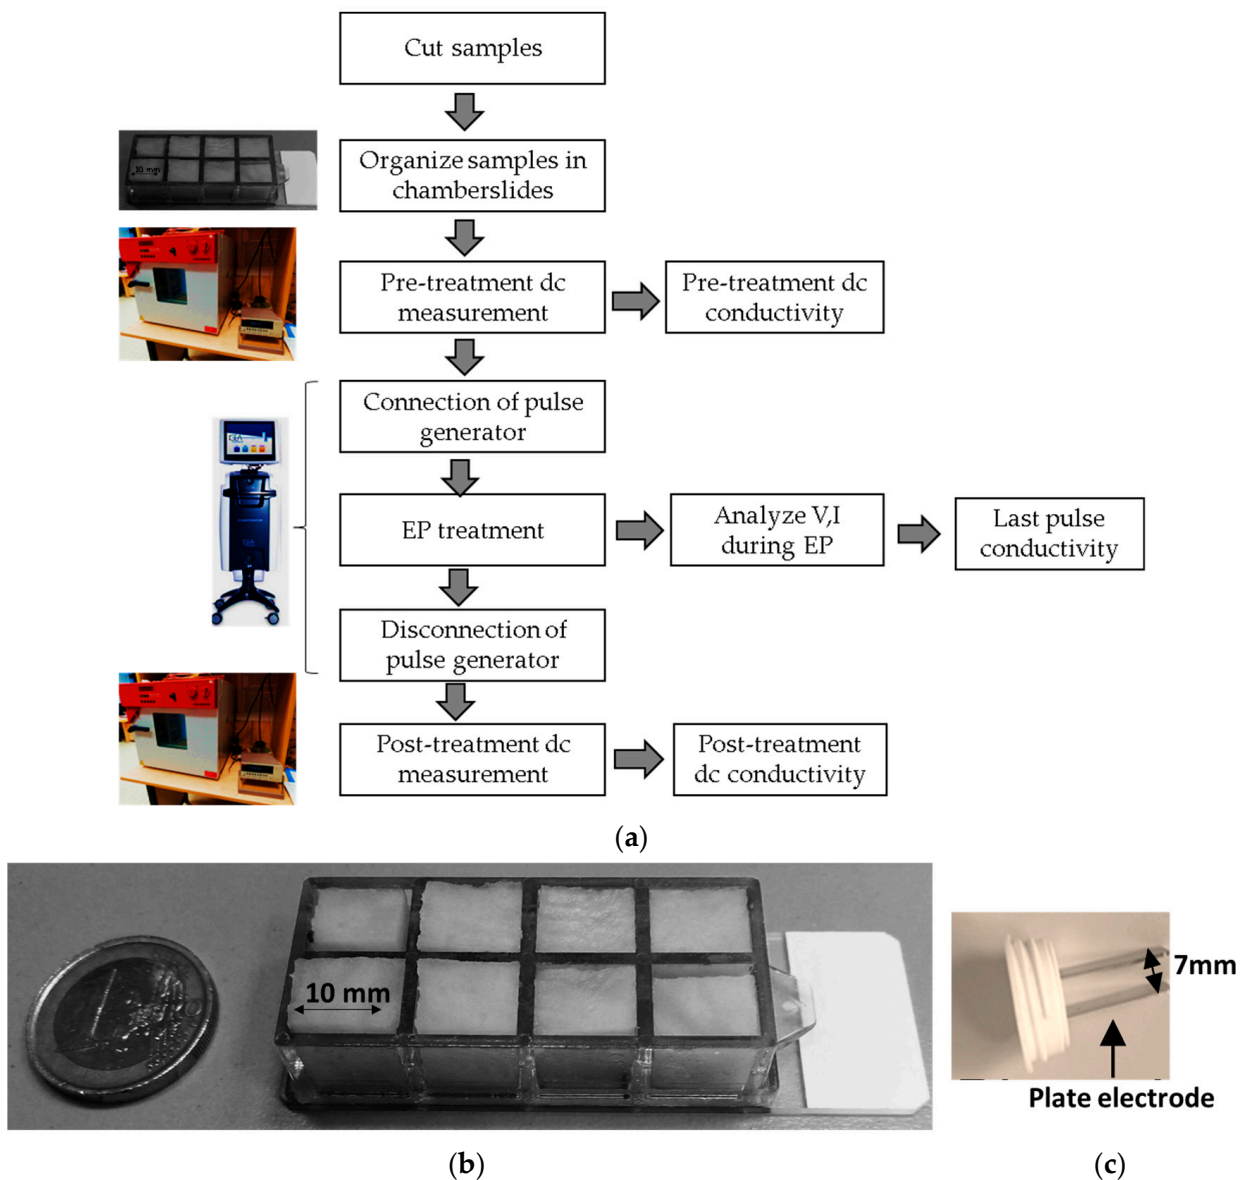 Cut samples
10 mm
Organize samples in
chamberslides
Pre-treatment dc
measurement
Pre-treatment dc
conductivity
Connection of pulse
generator
EP treatment
Analyze V,I
during EP
Last pulse
conductivity
Disconnection of
pulse generator
Post-treatment dc
measurement
Post-treatment
dc conductivity
(a)
10 mm
7mm
Plate electrode
(b)
(c)